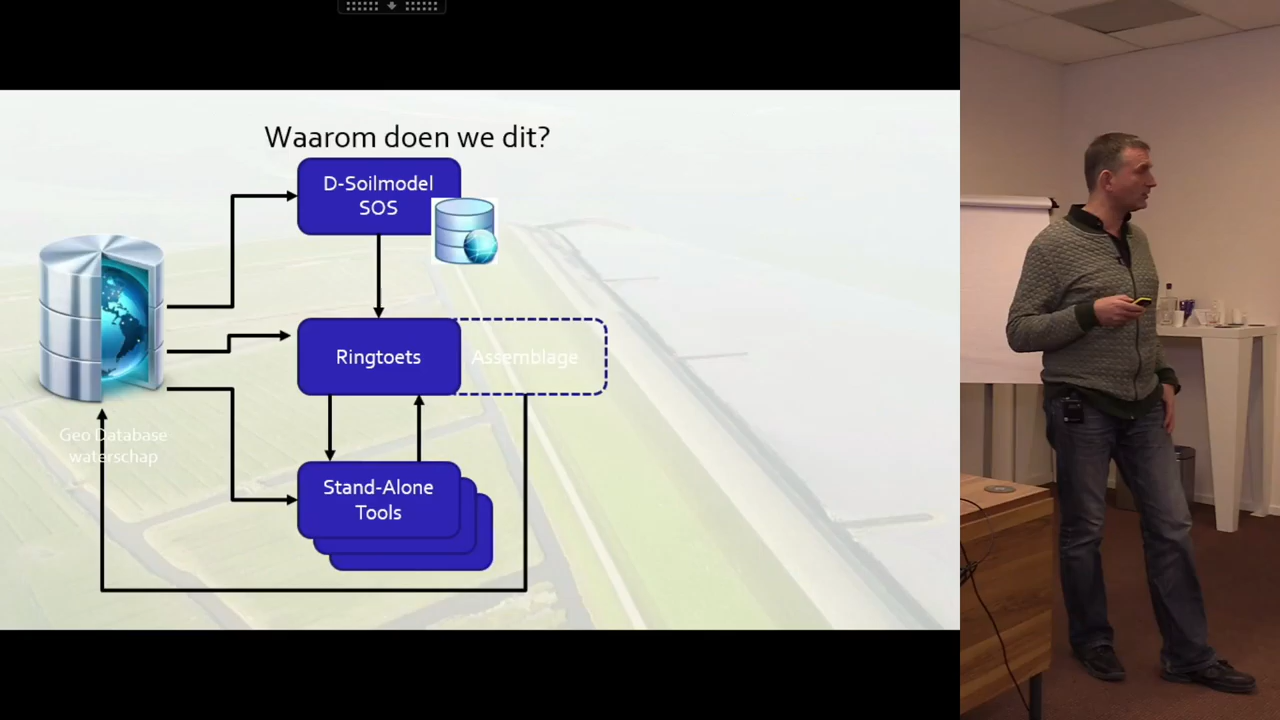 Waarom doen we dit?
D-Soilmodel
SOS
Ringtoets
Assemblage
Geo Database
waterschap
Stand-Alone
Tools